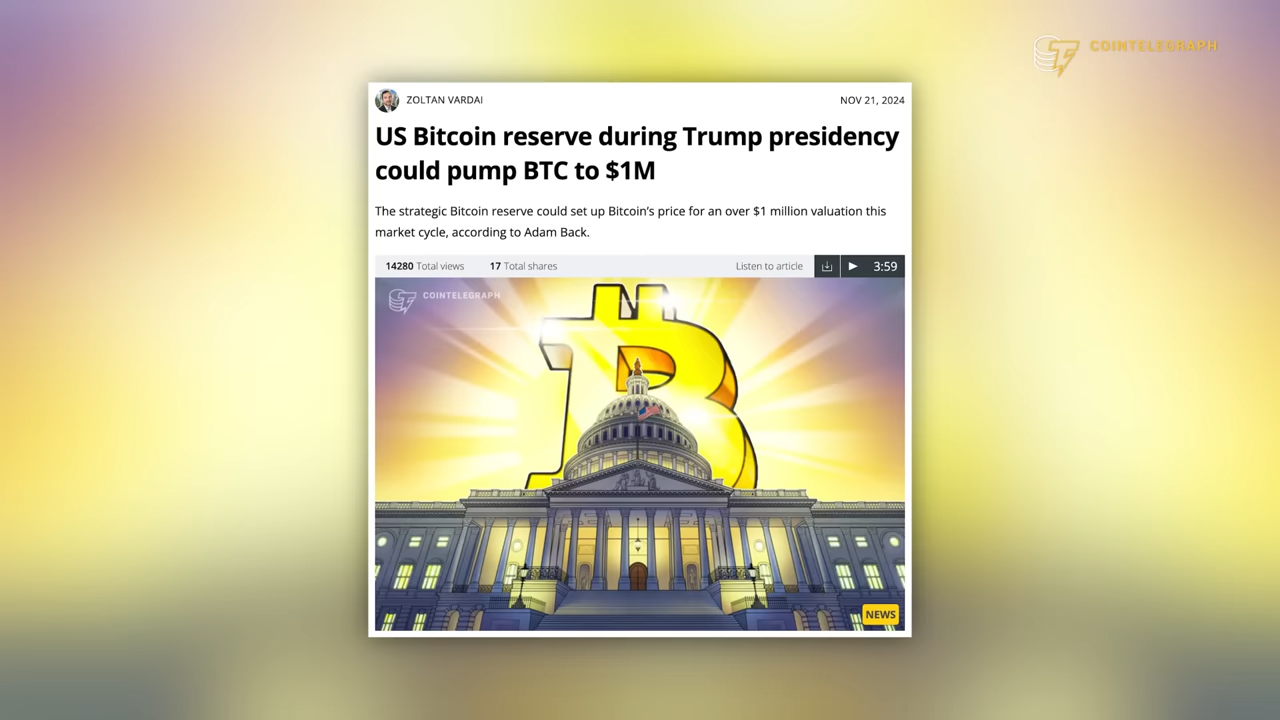 COINTELEGRAPH
ZOLTAN VARDAI
NOV 21, 2024
US Bitcoin reserve during Trump presidency
could pump BTC to $1M
The strategic Bitcoin reserve could set up Bitcoin’s price for an over $1 million valuation this
market cycle, according to Adam Back.
14280 Total views 17 Total shares Listen to article 3:59
COINTELEGRAPH
NEWS